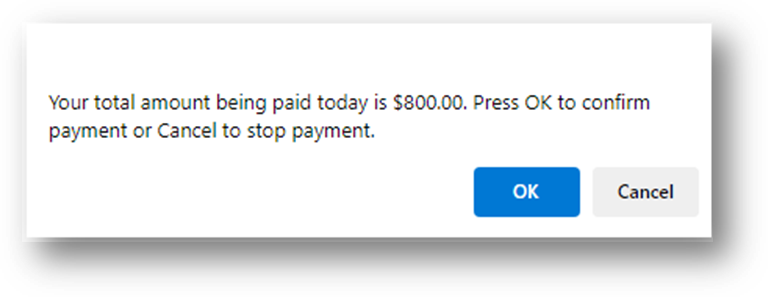 Your total amount being paid today is $800.00. Press OK to confirm
payment or Cancel to stop payment.
OK Cancel